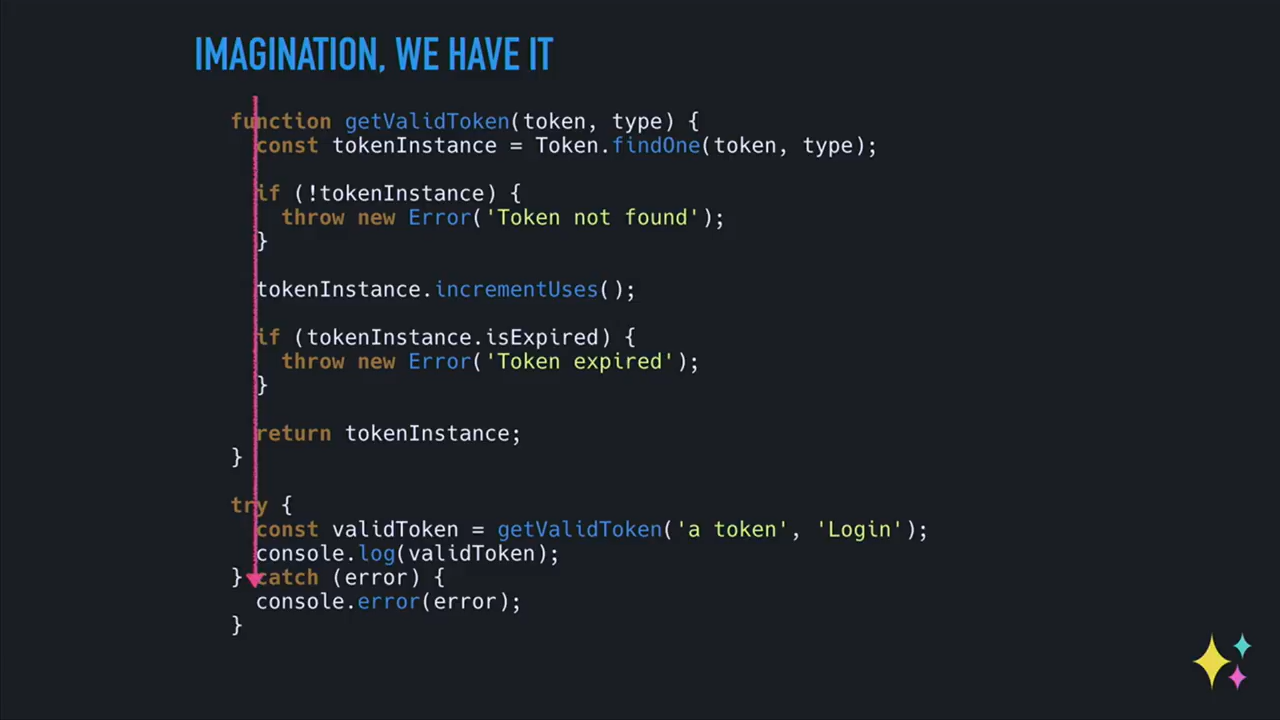 IMAGINATION, WE HAVE IT
function getValidToken(token, type) {
  const tokenInstance = Token.findOne(token, type);

  if (!tokenInstance) {
    throw new Error('Token not found');
  }

  tokenInstance.incrementUses();

  if (tokenInstance.isExpired) {
    throw new Error('Token expired');
  }

  return tokenInstance;
}

try {
  const validToken = getValidToken('a token', 'Login');
  console.log(validToken);
} catch (error) {
  console.error(error);
}